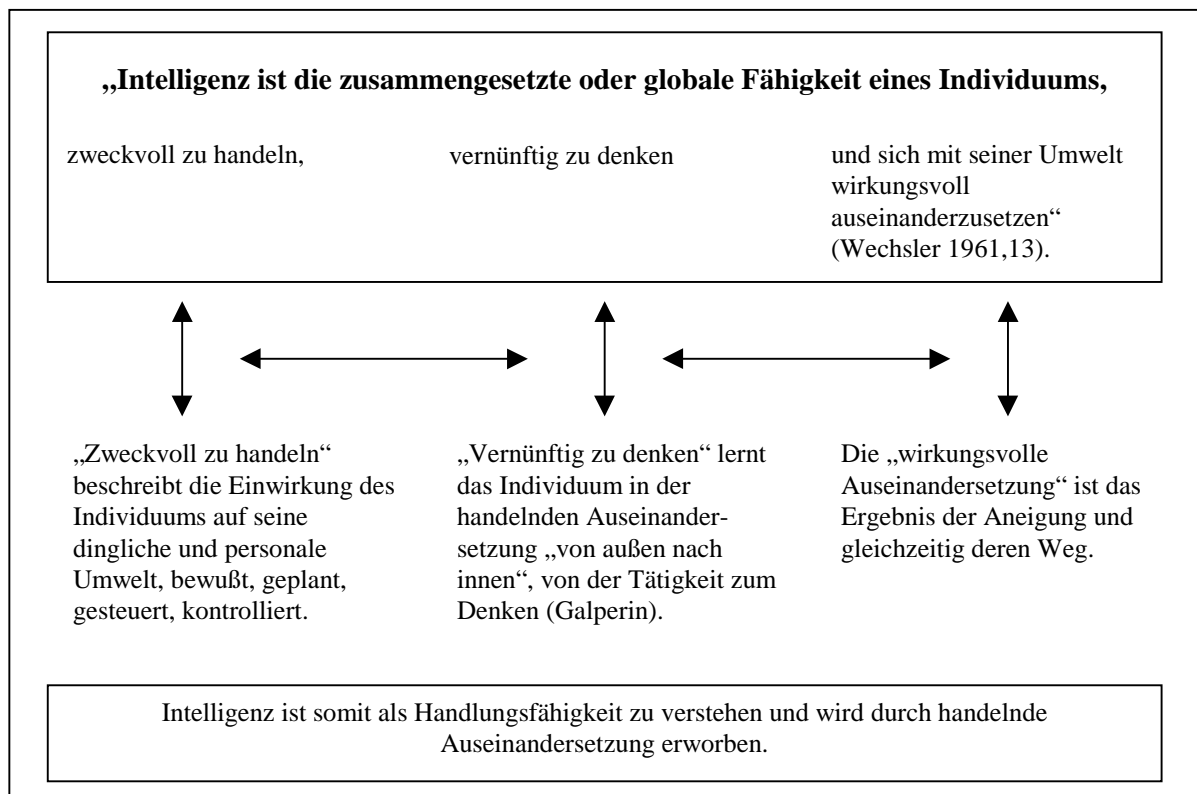 „Intelligenz ist die zusammengesetzte oder globale Fähigkeit eines Individuums,
zweckvoll zu handeln,
vernünftig zu denken
und sich mit seiner Umwelt
wirkungsvoll
auseinanderzusetzen“
(Wechsler 1961,13).
„Zweckvoll zu handeln“
beschreibt die Einwirkung des
Individuums auf seine
dingliche und personale
Umwelt, bewußt, geplant,
gesteuert, kontrolliert.
„Vernünftig zu denken“ lernt
das Individuum in der
handelnden Auseinander-
setzung „von außen nach
innen“, von der Tätigkeit zum
Denken (Galperin).
Die „wirkungsvolle
Auseinandersetzung“ ist das
Ergebnis der Aneigung und
gleichzeitig deren Weg.
Intelligenz ist somit als Handlungsfähigkeit zu verstehen und wird durch handelnde
Auseinandersetzung erworben.